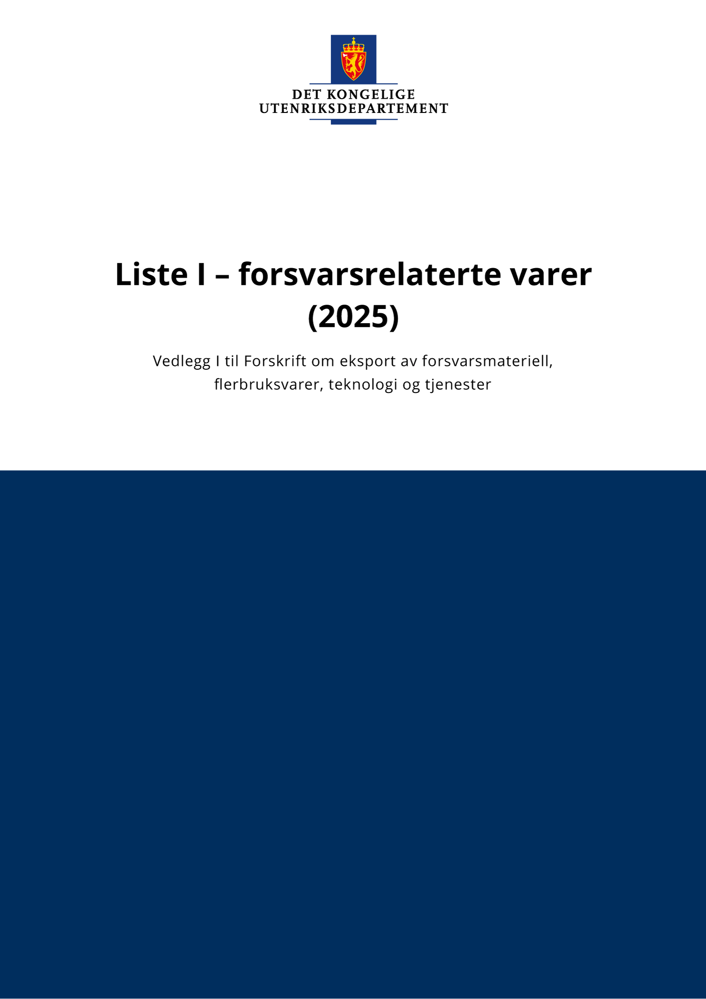 DET KONGELIGE
UTENRIKSDEPARTEMENT
Liste I – forsvarsrelaterte varer
(2025)
Vedlegg I til Forskrift om eksport av forsvarsmateriell,
flerbruksvarer, teknologi og tjenester